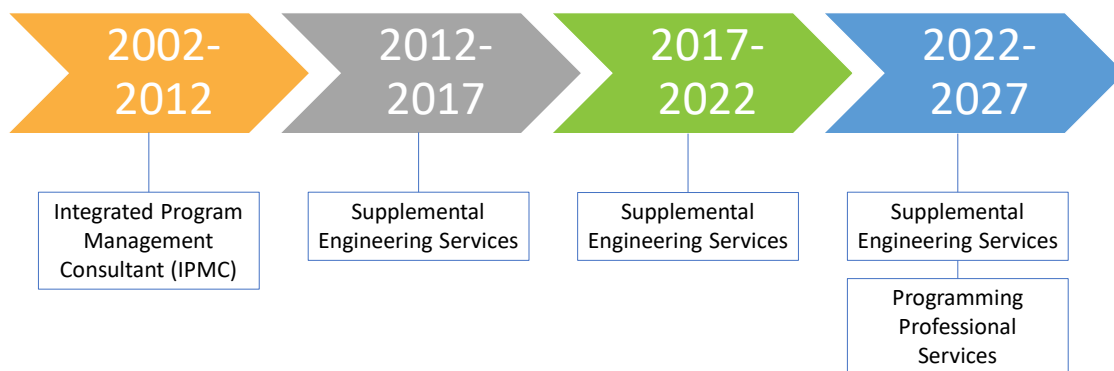 2002-
2012
2012-
2017
2017-
2022
2022-
2027
Integrated Program
Management
Consultant (IPMC)
Supplemental
Engineering Services
Supplemental
Engineering Services
Supplemental
Engineering Services
Programming
Professional
Services